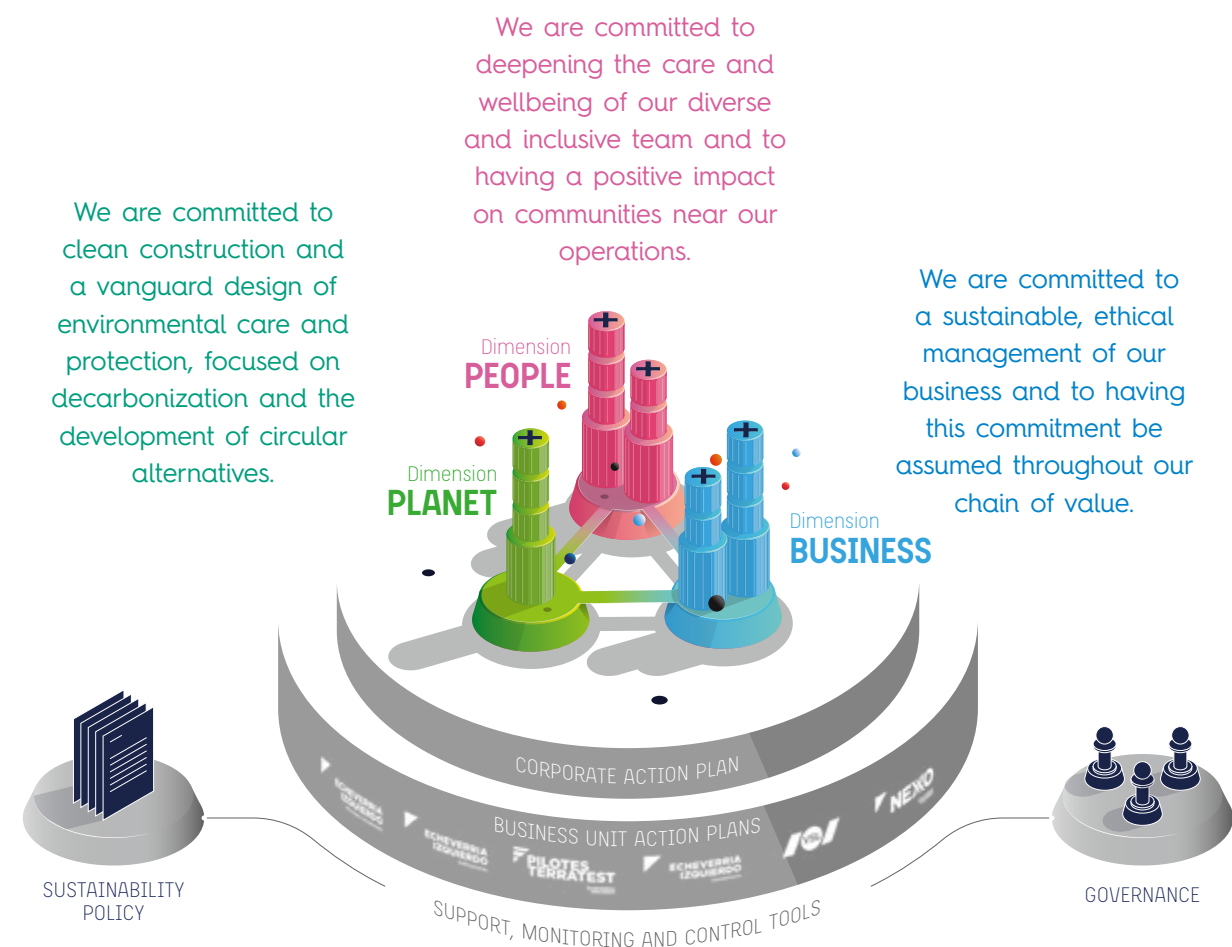 We are committed to
deepening the care and
wellbeing of our diverse
and inclusive team and to
having a positive impact
on communities near our
operations.
We are committed to
clean construction and
a vanguard design of
environmental care and
protection, focused on
decarbonization and the
development of circular
alternatives.
We are committed to
a sustainable, ethical
management of our
business and to having
this commitment be
assumed throughout our
chain of value.
Dimension
PEOPLE
Dimension
PLANET
Dimension
BUSINESS
CORPORATE ACTION PLAN
BUSINESS UNIT ACTION PLANS
ECHEVERRIA
IZQUIERDO
ECHEVERRIA
IZQUIERDO
PILOTES
TERRATEST
ECHEVERRIA
IZQUIERDO
VSL
NEXXO
SUPPORT, MONITORING AND CONTROL TOOLS
SUSTAINABILITY
POLICY
GOVERNANCE